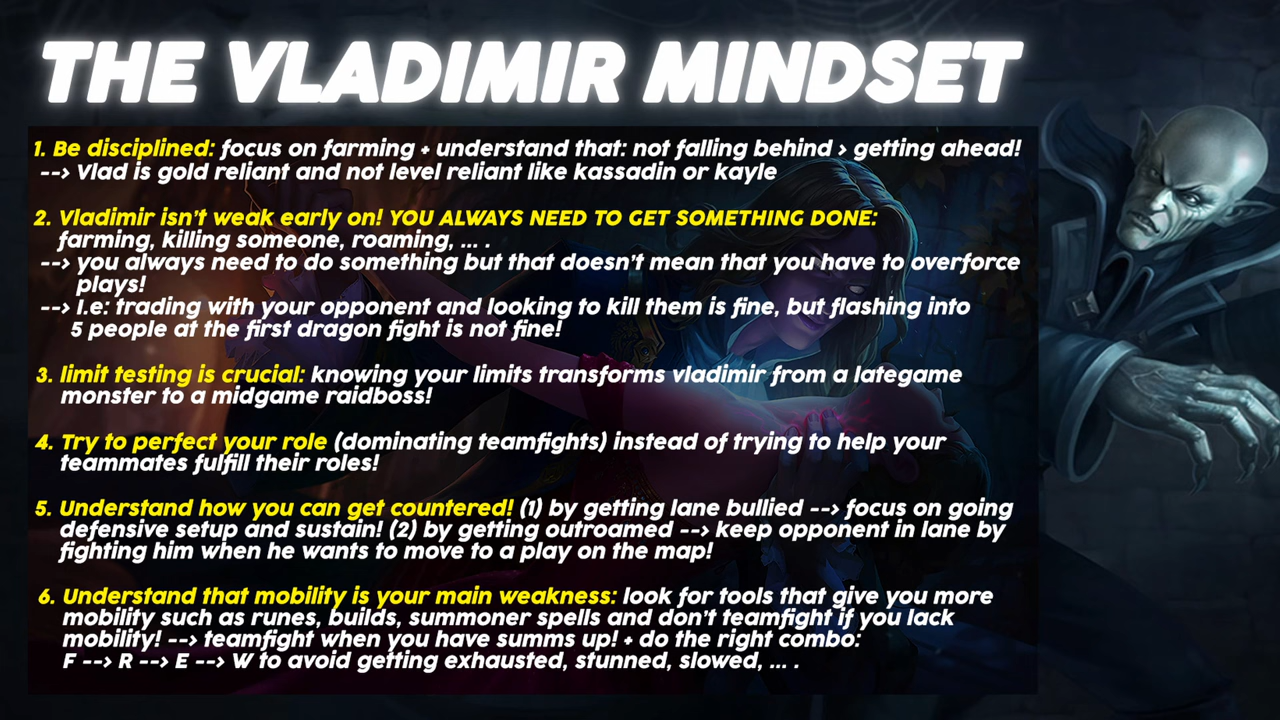 THE VLADIMIR MINDSET
1. Be disciplined: focus on farming + understand that: not falling behind > getting ahead!
--> Vlad is gold reliant and not level reliant like kassadin or kayle
2. Vladimir isn't weak early on! YOU ALWAYS NEED TO GET SOMETHING DONE:
farming, killing someone, roaming, ... .
--> you always need to do something but that doesn't mean that you have to overforce
plays!
--> I.e: trading with your opponent and looking to kill them is fine, but flashing into
5 people at the first dragon fight is not fine!
3. limit testing is crucial: knowing your limits transforms vladimir from a lategame
monster to a midgame raidboss!
4. Try to perfect your role (dominating teamfights) instead of trying to help your
teammates fulfill their roles!
5. Understand how you can get countered! (1) by getting lane bullied --> focus on going
defensive setup and sustain! (2) by getting outroamed --> keep opponent in lane by
fighting him when he wants to move to a play on the map!
6. Understand that mobility is your main weakness: look for tools that give you more
mobility such as runes, builds, summoner spells and don't teamfight if you lack
mobility! --> teamfight when you have summs up! + do the right combo:
F --> R --> E --> W to avoid getting exhausted, stunned, slowed, ... .